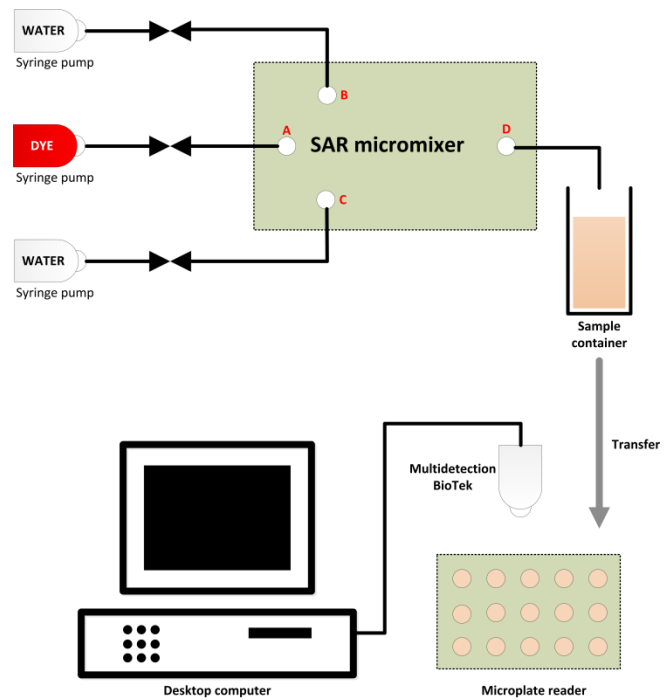 WATER
Syringe pump
B
DYE
Syringe pump
A
SAR micromixer
D
C
WATER
Syringe pump
Sample
container
Transfer
Multidetection
BioTek
Desktop computer
Microplate reader